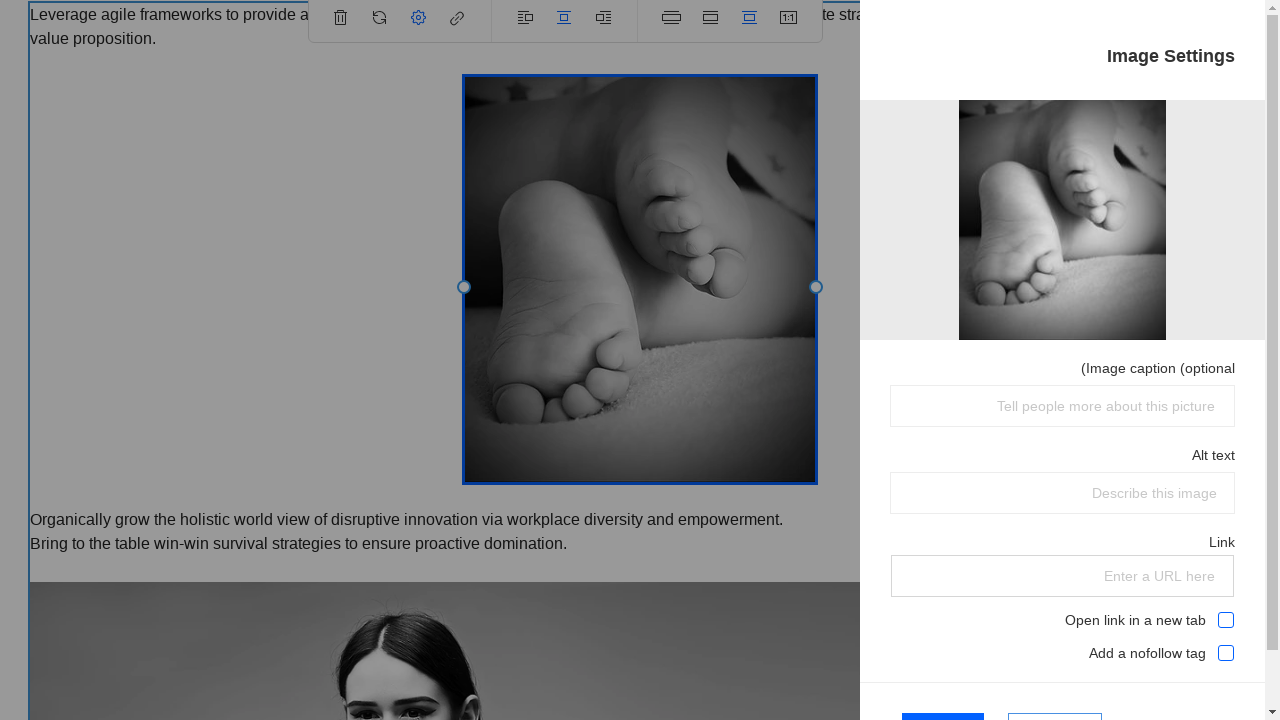 Leverage agile frameworks to provide a
te stra
value proposition.
Organically grow the holistic world view of disruptive innovation via workplace diversity and empowerment.
Bring to the table win-win survival strategies to ensure proactive domination.
Image Settings
(Image caption (optional
Tell people more about this picture
Alt text
Describe this image
Link
Enter a URL here
Open link in a new tab
Add a nofollow tag
1:1